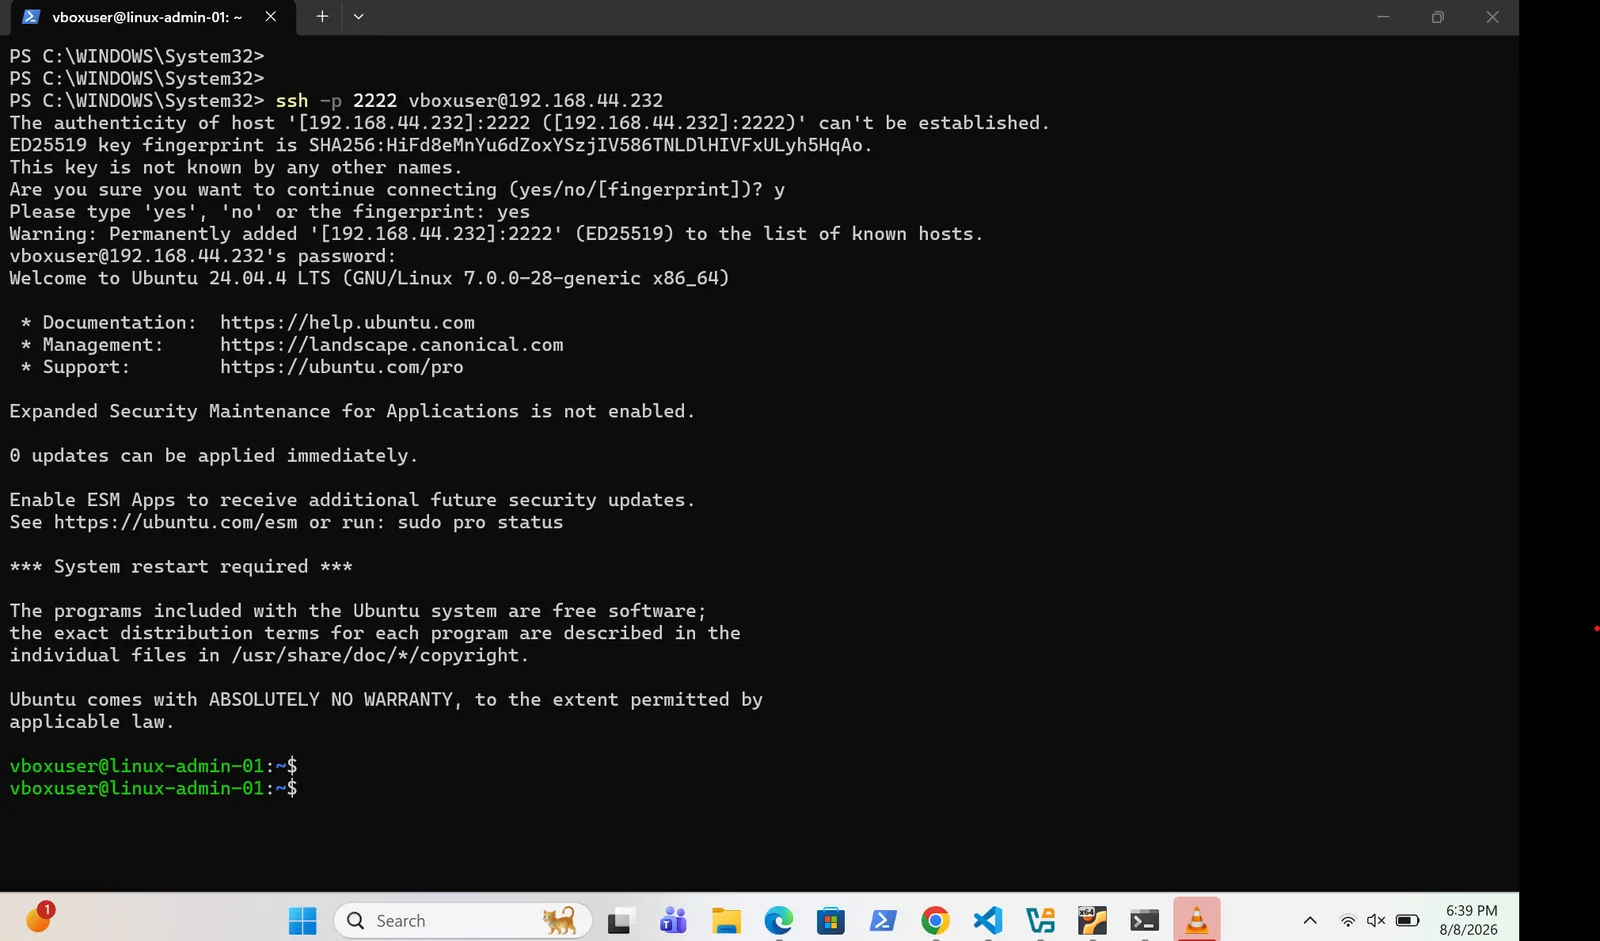 vboxuser@linux-admin-01: ~
PS C:\WINDOWS\System32>
PS C:\WINDOWS\System32>
PS C:\WINDOWS\System32> ssh -p 2222 vboxuser@192.168.44.232
The authenticity of host '[192.168.44.232]:2222 ([192.168.44.232]:2222)' can't be established.
ED25519 key fingerprint is SHA256:HiFd8eMnYu6dZoxYSzjIV586TNLDlHIVFxULyh5HqAo.
This key is not known by any other names.
Are you sure you want to continue connecting (yes/no/[fingerprint])? y
Please type 'yes', 'no' or the fingerprint: yes
Warning: Permanently added '[192.168.44.232]:2222' (ED25519) to the list of known hosts.
vboxuser@192.168.44.232's password:
Welcome to Ubuntu 24.04.4 LTS (GNU/Linux 7.0.0-28-generic x86_64)
* Documentation:  https://help.ubuntu.com
* Management:     https://landscape.canonical.com
* Support:        https://ubuntu.com/pro
Expanded Security Maintenance for Applications is not enabled.
0 updates can be applied immediately.
Enable ESM Apps to receive additional future security updates.
See https://ubuntu.com/esm or run: sudo pro status
*** System restart required ***
The programs included with the Ubuntu system are free software;
the exact distribution terms for each program are described in the
individual files in /usr/share/doc/*/copyright.
Ubuntu comes with ABSOLUTELY NO WARRANTY, to the extent permitted by
applicable law.
vboxuser@linux-admin-01:~$
vboxuser@linux-admin-01:~$
1
Search
x64
6:39 PM
8/8/2026